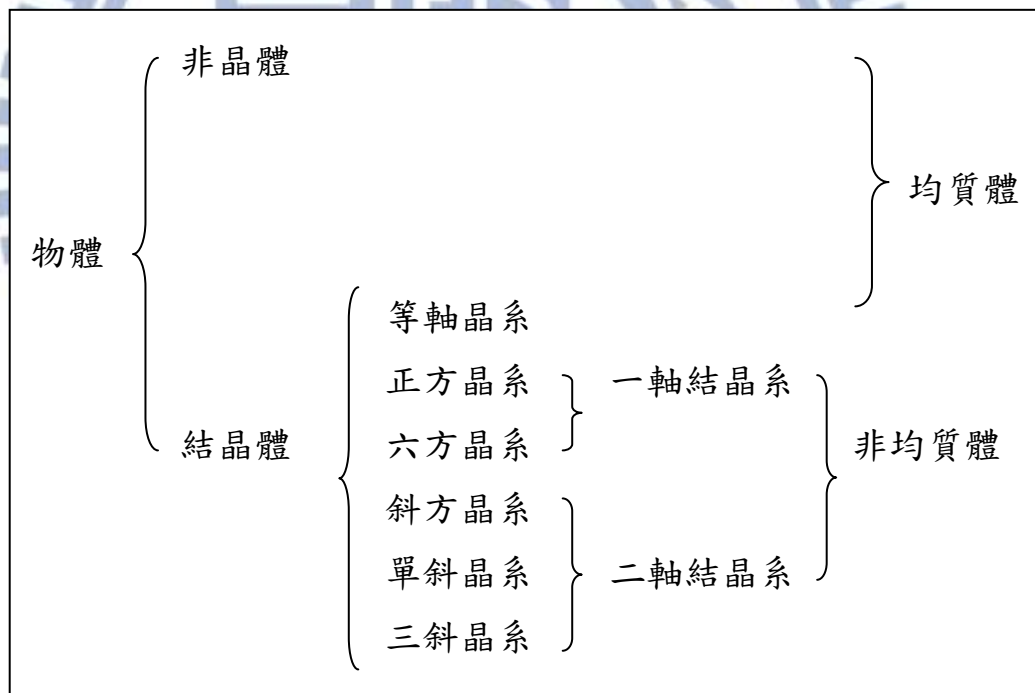 非晶體
均質體
物體
等軸晶系
正方晶系 一軸結晶系
結晶體 六方晶系 非均質體
斜方晶系
單斜晶系 二軸結晶系
三斜晶系